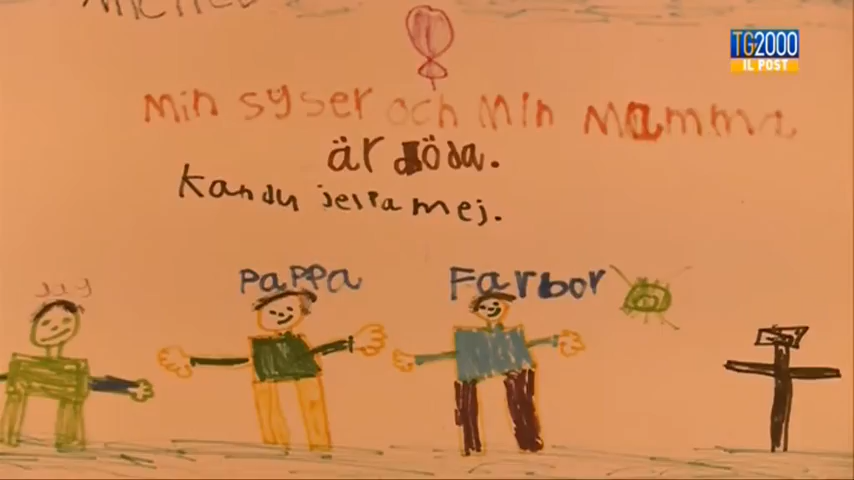 TG2000
IL POST
Min syser och Min Mamma
är döda.
kandu jelpa mej.
PaPPa
Farbor